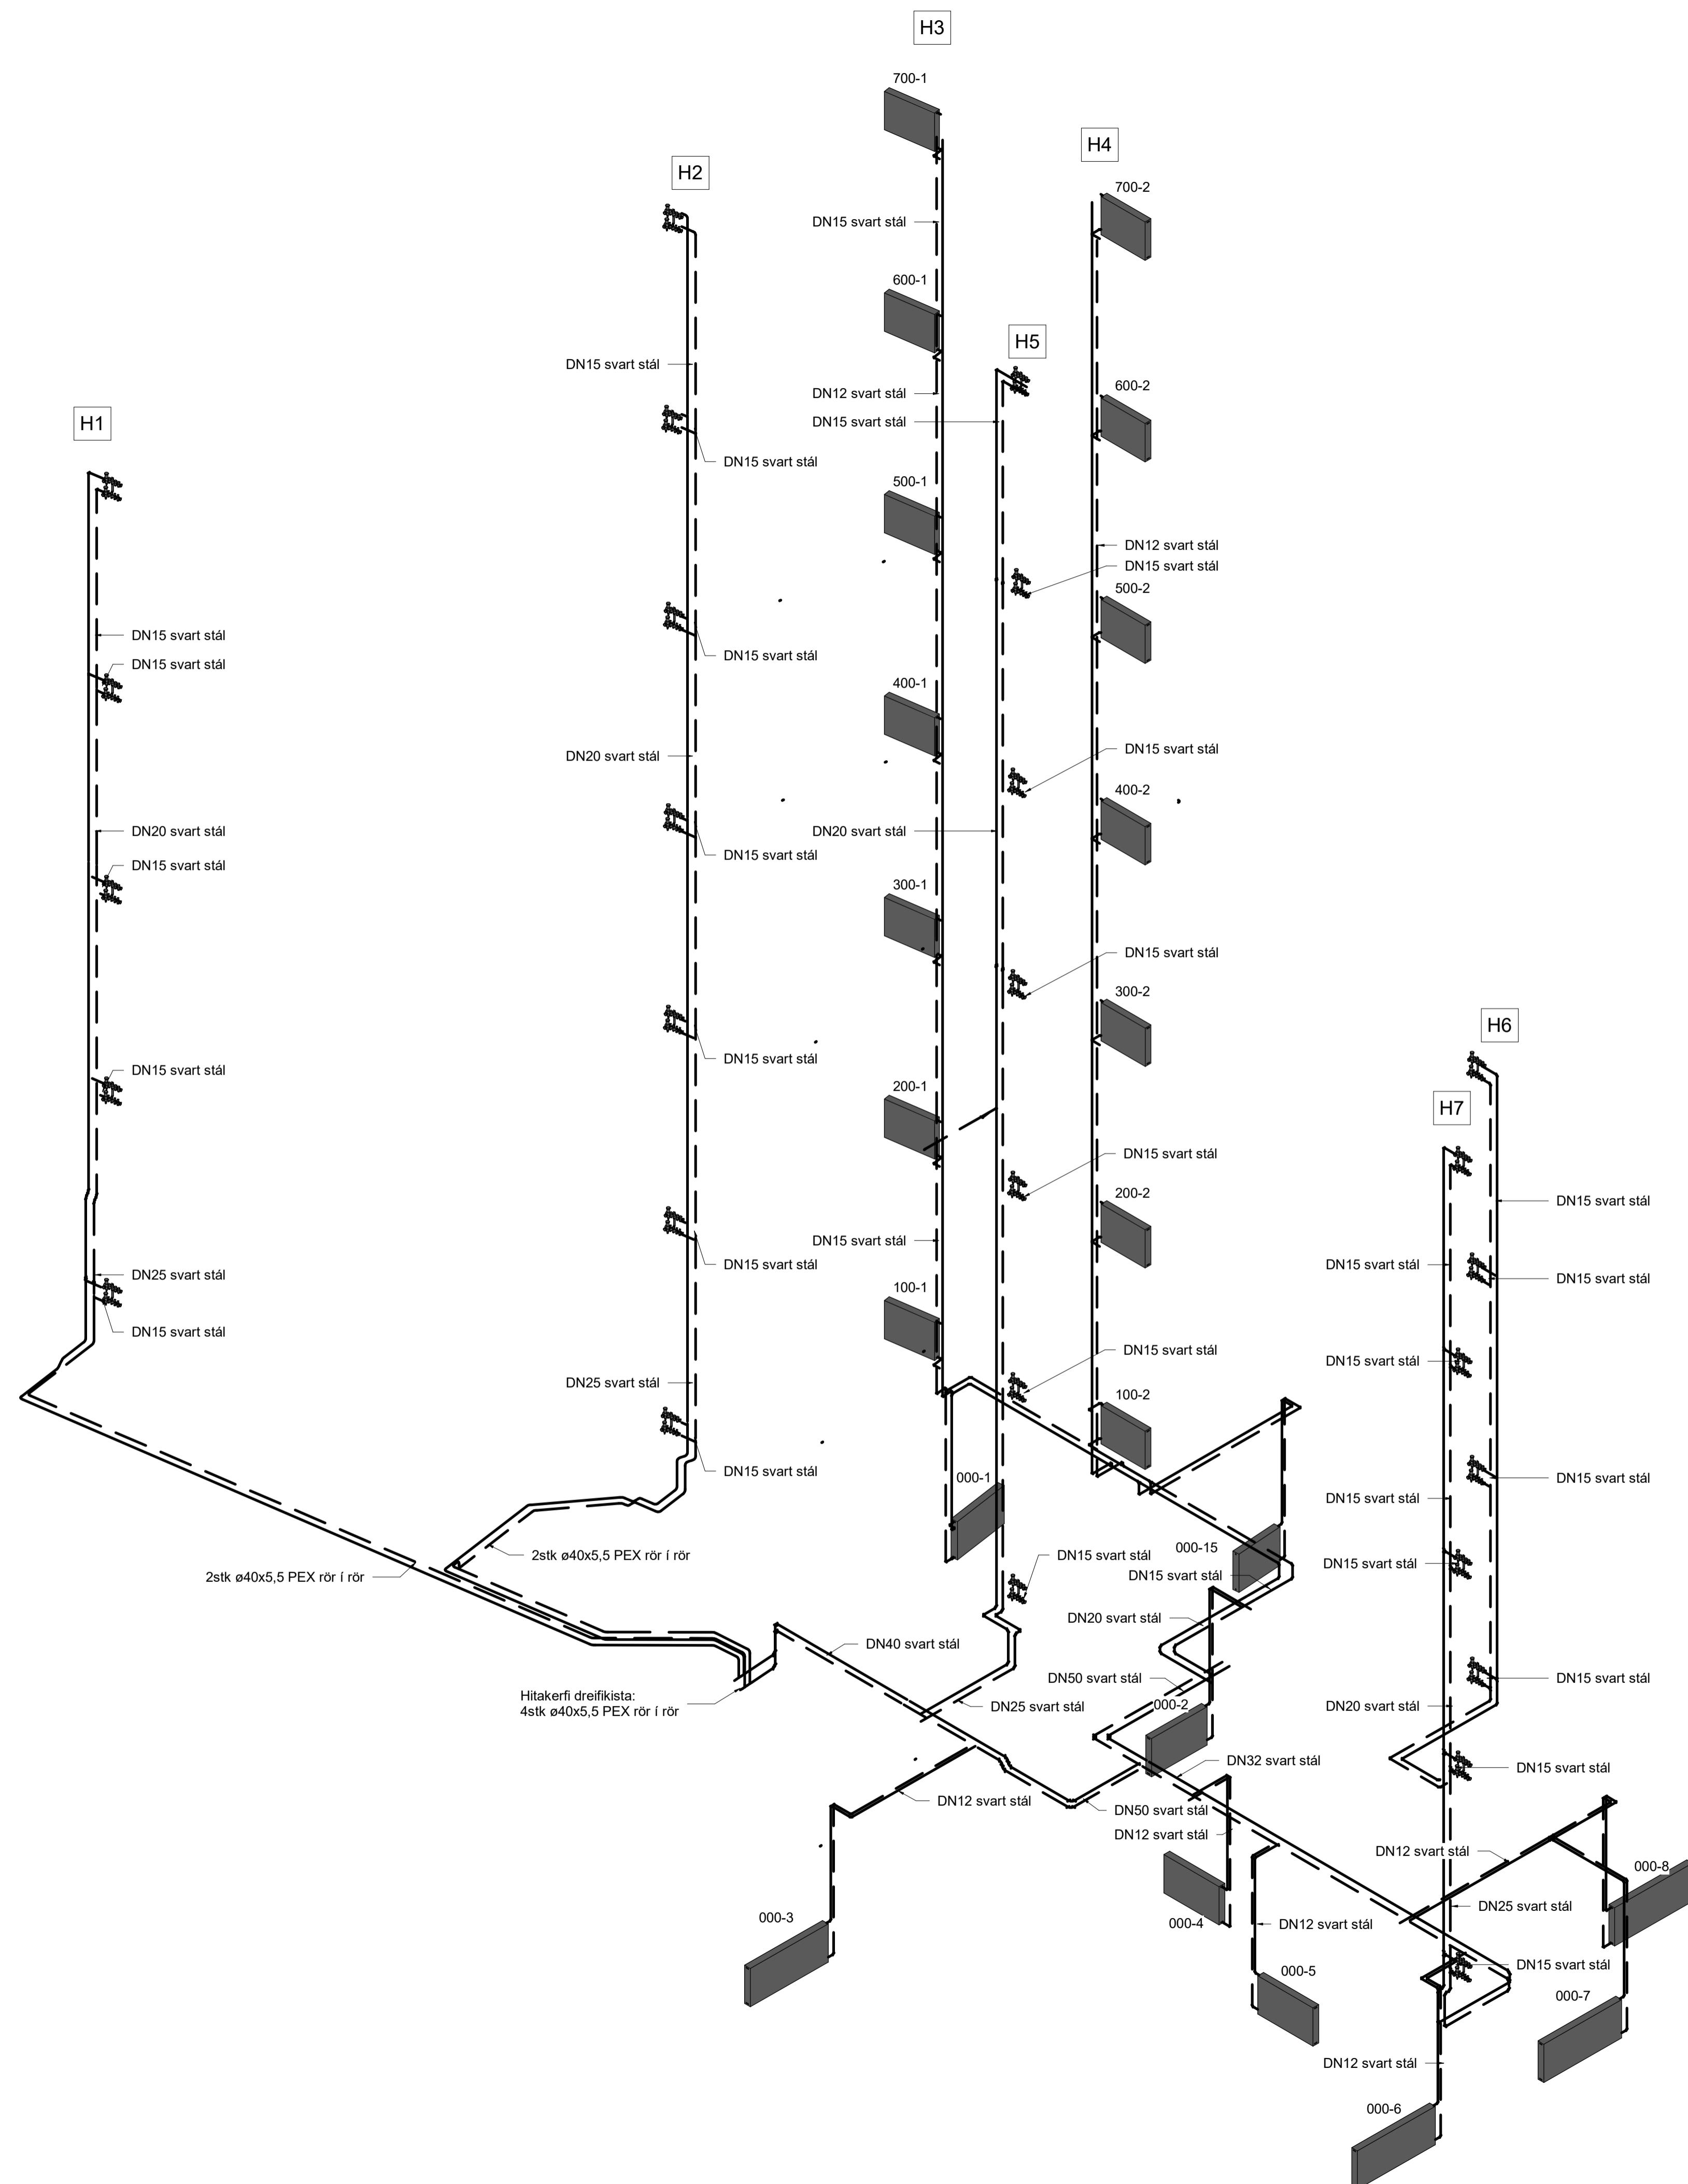 H3
700-1
H4
H2
700-2
DN15 svart stál
600-1
H5
DN15 svart stál
600-2
DN12 svart stál
H1
DN15 svart stál
DN15 svart stál
500-1
DN12 svart stál
DN15 svart stál
500-2
DN15 svart stál
DN15 svart stál
DN15 svart stál
400-1
DN15 svart stál
DN20 svart stál
400-2
DN20 svart stál
DN20 svart stál
DN15 svart stál
DN15 svart stál
300-1
DN15 svart stál
300-2
H6
DN15 svart stál
DN15 svart stál
200-1
H7
DN15 svart stál
200-2
DN15 svart stál
DN15 svart stál
DN15 svart stál
DN15 svart stál
DN25 svart stál
DN15 svart stál
100-1
DN15 svart stál
DN15 svart stál
DN15 svart stál
DN25 svart stál
100-2
DN15 svart stál
000-1
DN15 svart stál
DN15 svart stál
000-15
2stk ø40x5,5 PEX rör í rör
DN15 svart stál
DN15 svart stál
2stk ø40x5,5 PEX rör í rör
DN15 svart stál
DN20 svart stál
DN40 svart stál
DN50 svart stál
DN15 svart stál
Hitakerfi dreifikista:
4stk ø40x5,5 PEX rör í rör
DN25 svart stál
000-2
DN20 svart stál
DN32 svart stál
DN15 svart stál
DN12 svart stál
DN50 svart stál
DN12 svart stál
DN12 svart stál
000-8
DN25 svart stál
000-3
000-4
DN12 svart stál
DN15 svart stál
000-5
000-7
DN12 svart stál
000-6